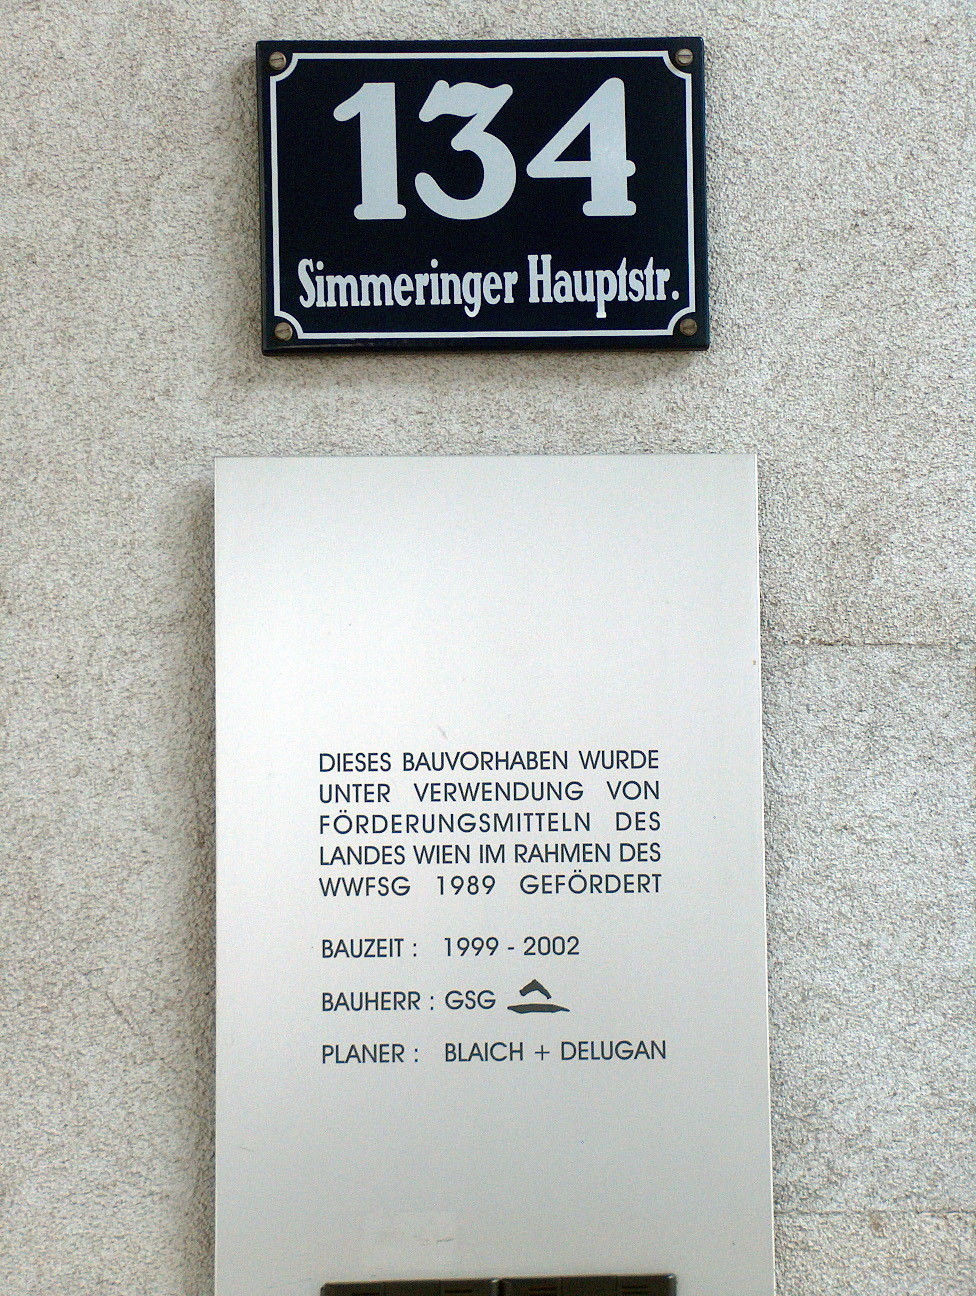 134
Simmeringer Hauptstr.
DIESES BAUVORHABEN WURDE
UNTER VERWENDUNG VON
FÖRDERUNGSMITTELN DES
LANDES WIEN IM RAHMEN DES
WWFSG 1989 GEFÖRDERT
BAUZEIT : 1999 - 2002
BAUHERR : GSG
PLANER : BLAICH + DELUGAN